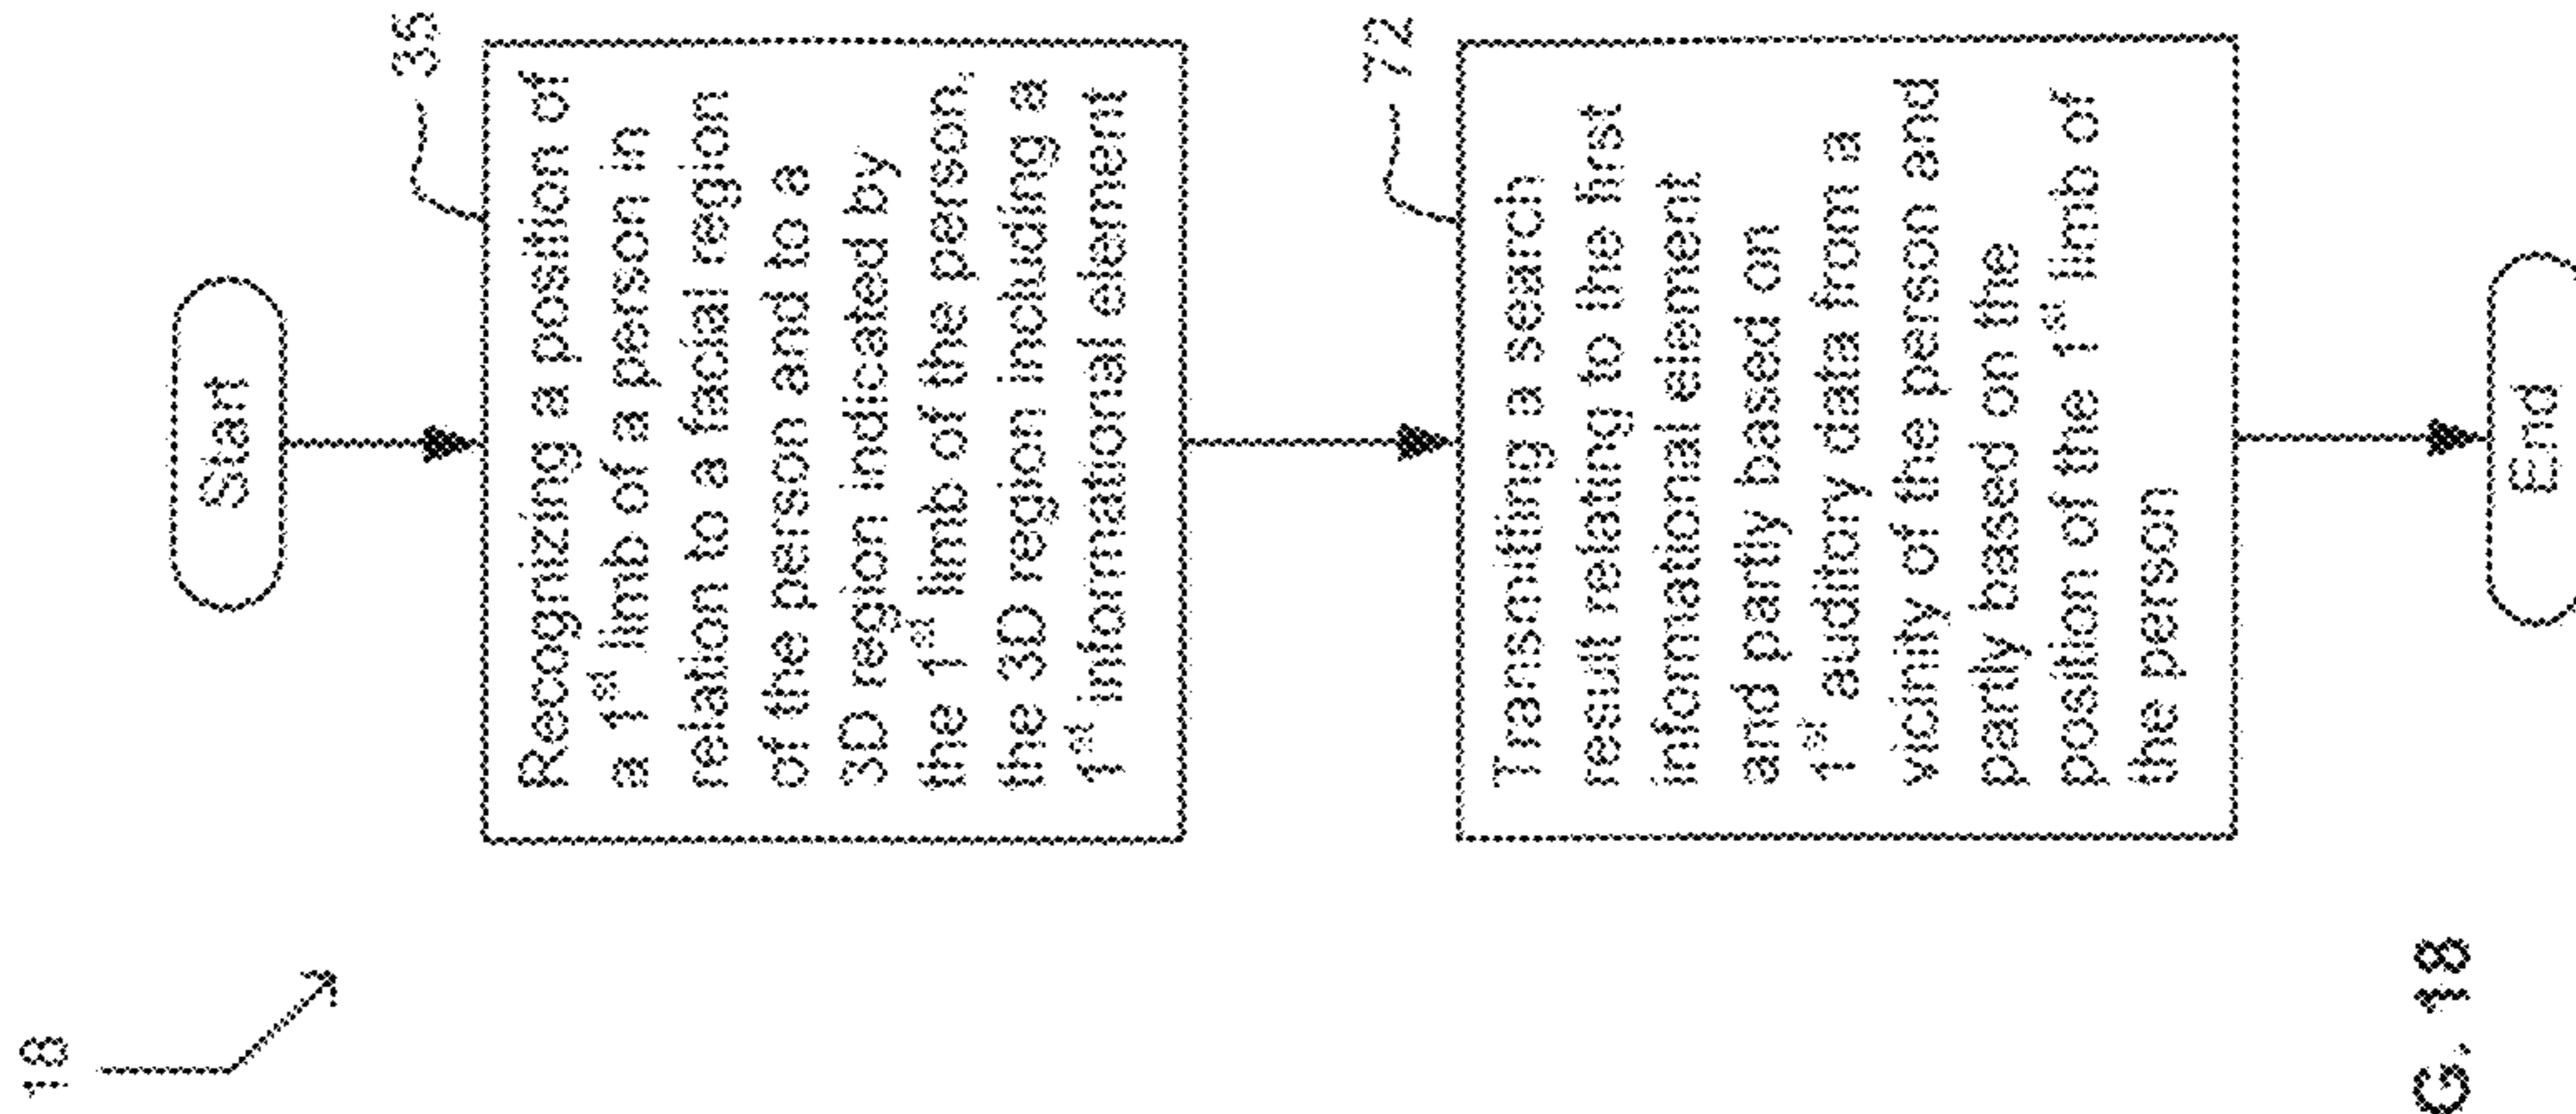 18
Start
35
Recognizing a position of
a 1st limb of a person in
relation to a facial region
of the person and to a
3D region indicated by
the 1st limb of the person,
the 3D region including a
1st informational element
72
Transmitting a search
result relating to the first
informational element
and partly based on
1st auditory data from a
vicinity of the person and
partly based on the
position of the 1st limb of
the person
End
G. 18